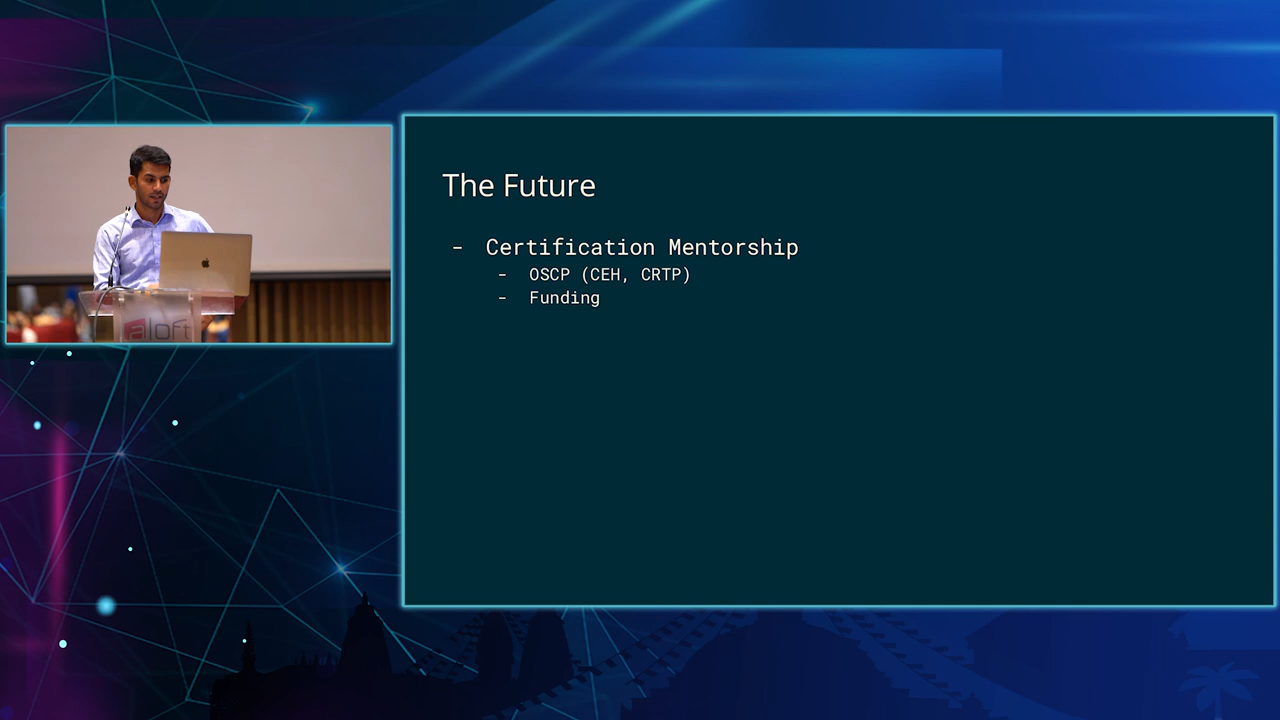 The Future
- Certification Mentorship
- OSCP (CEH, CRTP)
- Funding
aloft